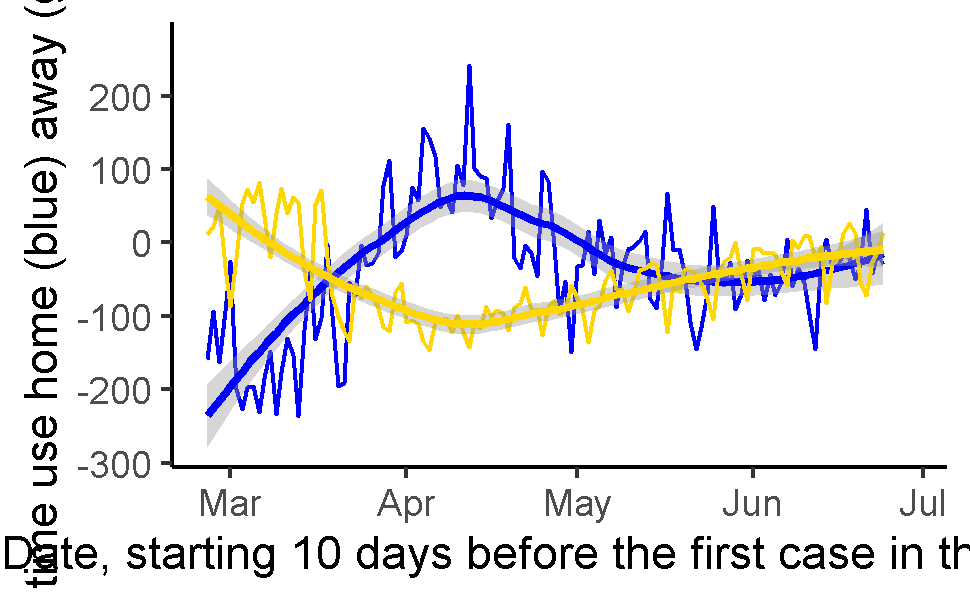 time use home (blue) away (
200
100
0
-100
-200
-300
Mar Apr May Jun Jul
Date, starting 10 days before the first case in th